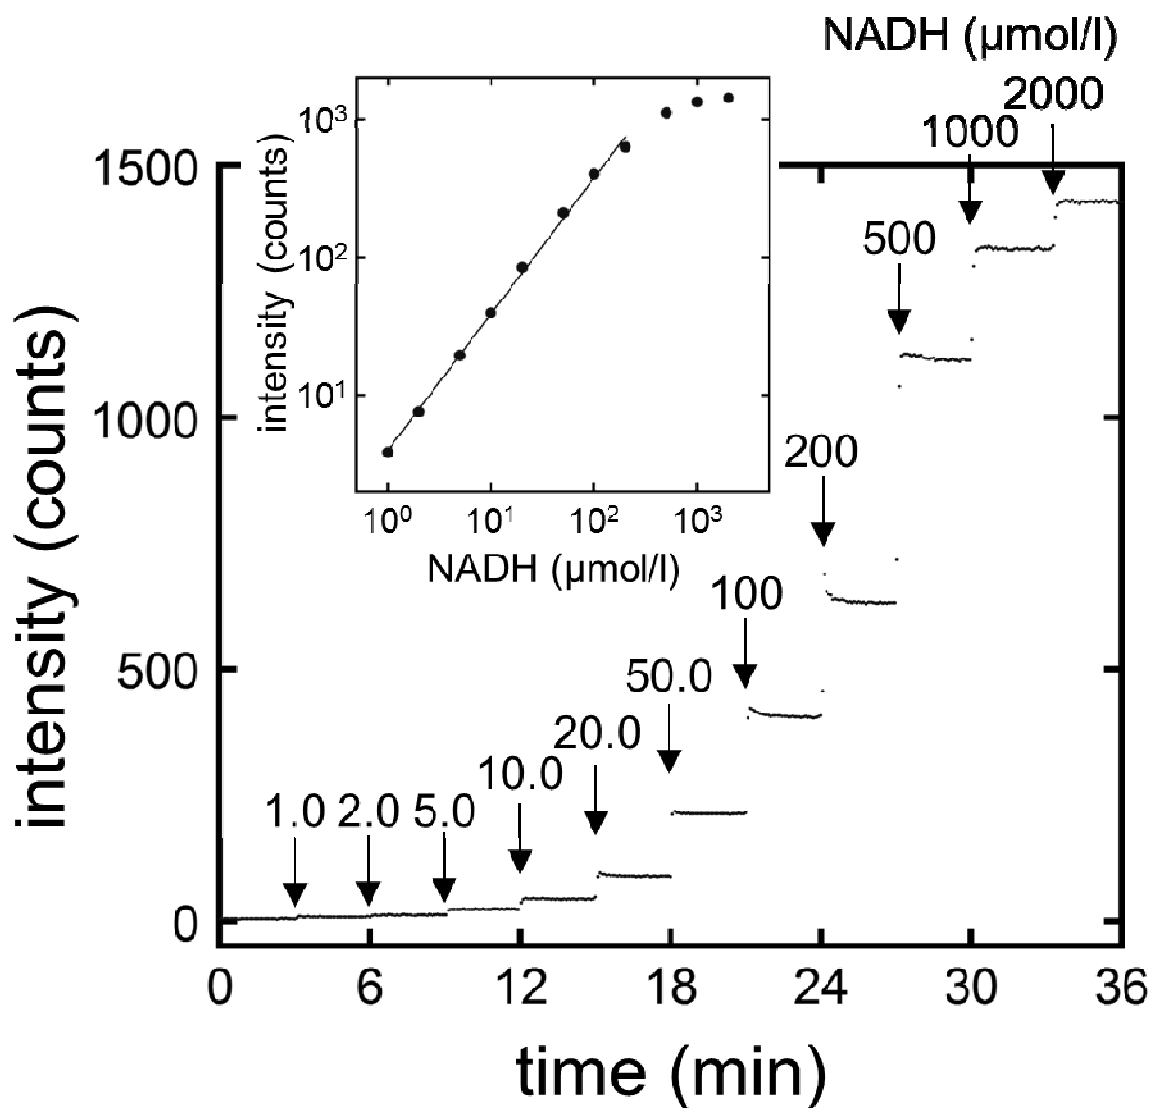 NADH (µmol/l)
2000
1000
500
200
100
50.0
20.0
10.0
1.0 2.0 5.0
1500
1000
500
0
intensity (counts)
0 6 12 18 24 30 36
time (min)
10³
10²
10¹
intensity (counts)
10⁰ 10¹ 10² 10³
NADH (µmol/l)